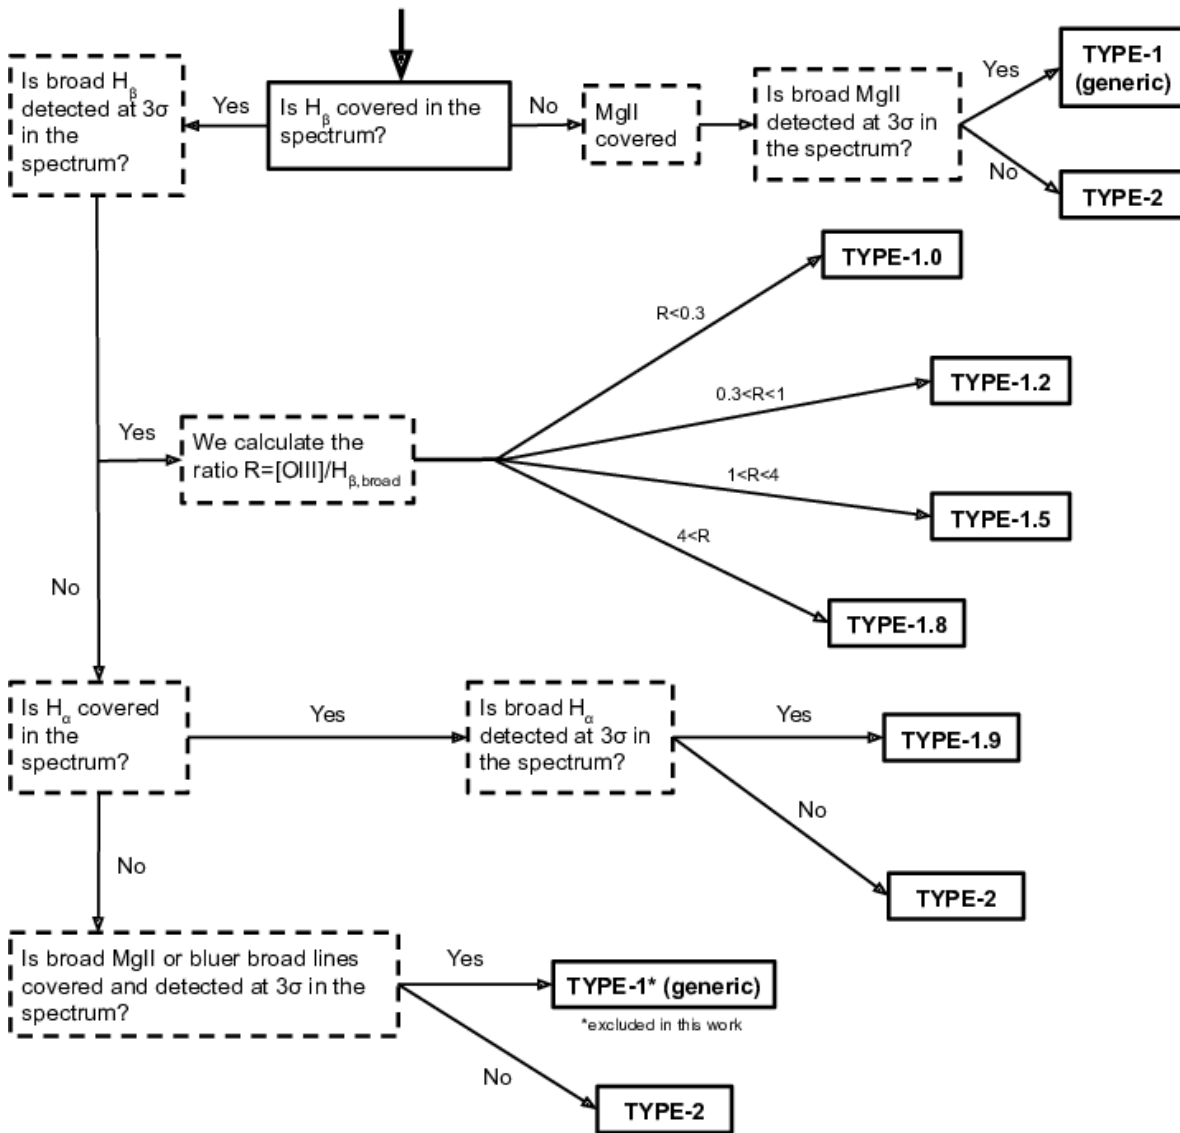 Is broad Hβ
detected at 3σ
in the
spectrum?
Yes
Is Hβ covered in the
spectrum?
No
MgII
covered
Is broad MgII
detected at 3σ in
the spectrum?
Yes
TYPE-1
(generic)
No
TYPE-2
TYPE-1.0
R<0.3
TYPE-1.2
0.3<R<1
Yes
We calculate the
ratio R=[OIII]/Hβ,broad
1<R<4
TYPE-1.5
4<R
TYPE-1.8
No
Is Hα covered
in the
spectrum?
Yes
Is broad Hα
detected at 3σ in
the spectrum?
Yes
TYPE-1.9
No
TYPE-2
No
Is broad MgII or bluer broad lines
covered and detected at 3σ in the
spectrum?
Yes
TYPE-1* (generic)
*excluded in this work
No
TYPE-2